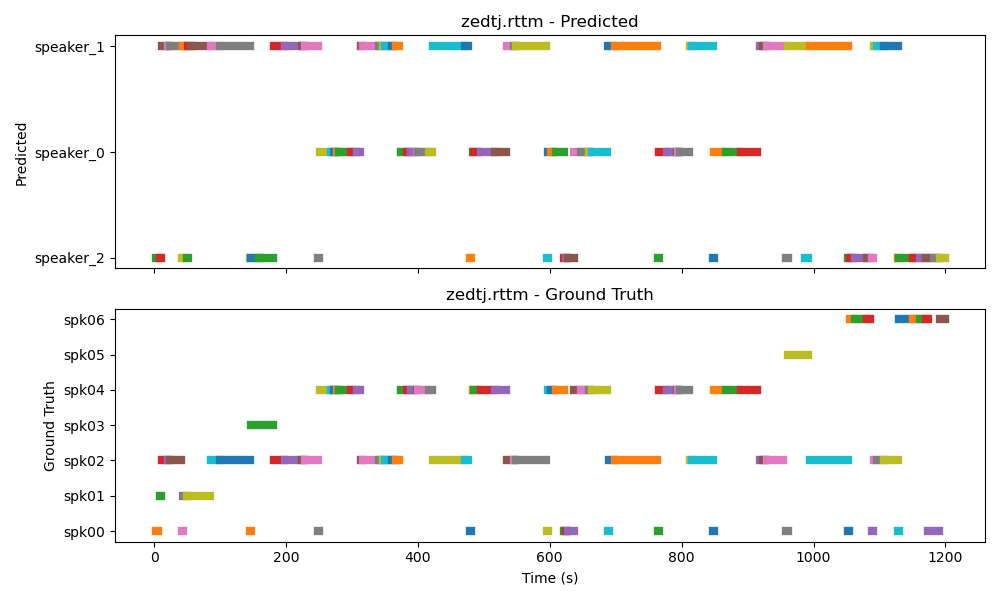 zedtj.rttm - Predicted
speaker_1
speaker_0
speaker_2
Predicted
zedtj.rttm - Ground Truth
spk06
spk05
spk04
spk03
spk02
spk01
spk00
Ground Truth
0 200 400 600 800 1000 1200
Time (s)